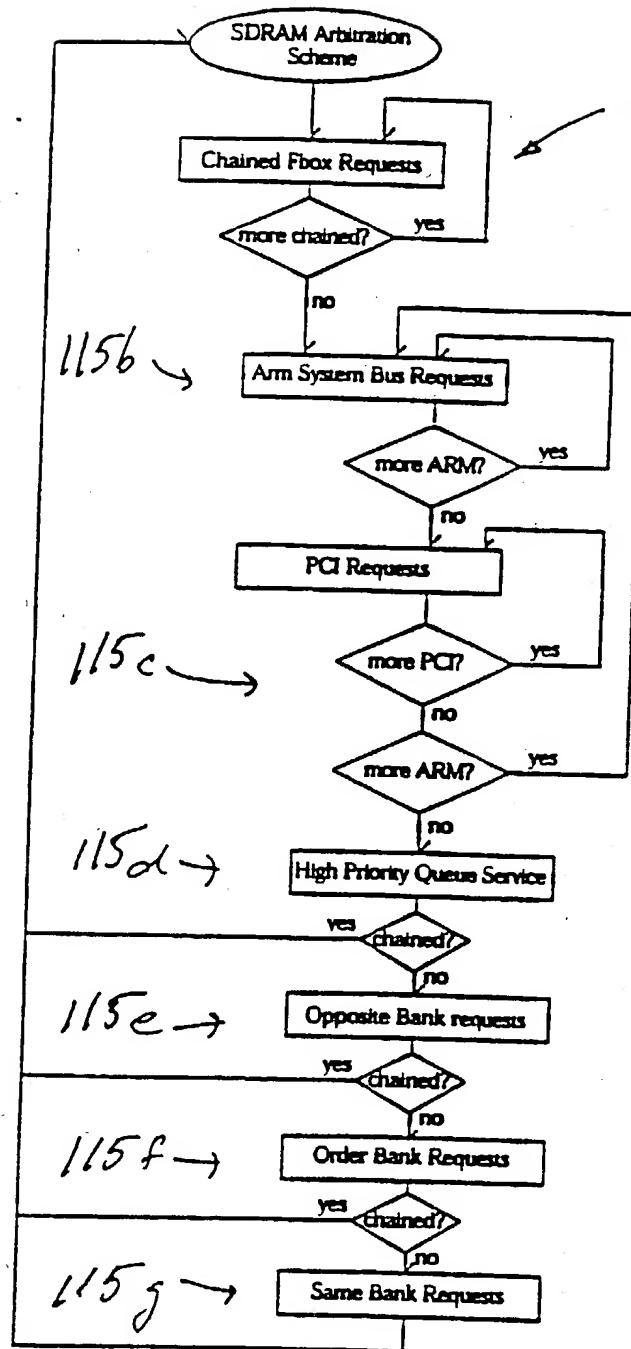 SDRAM Arbitration
Scheme
Chained Fbox Requests
more chained?
yes
no
115b
Arm System Bus Requests
more ARM?
yes
no
PCI Requests
115c
more PCI?
yes
no
more ARM?
yes
no
115d
High Priority Queue Service
yes
chained?
no
115e
Opposite Bank requests
yes
chained?
no
115f
Order Bank Requests
yes
chained?
no
115g
Same Bank Requests